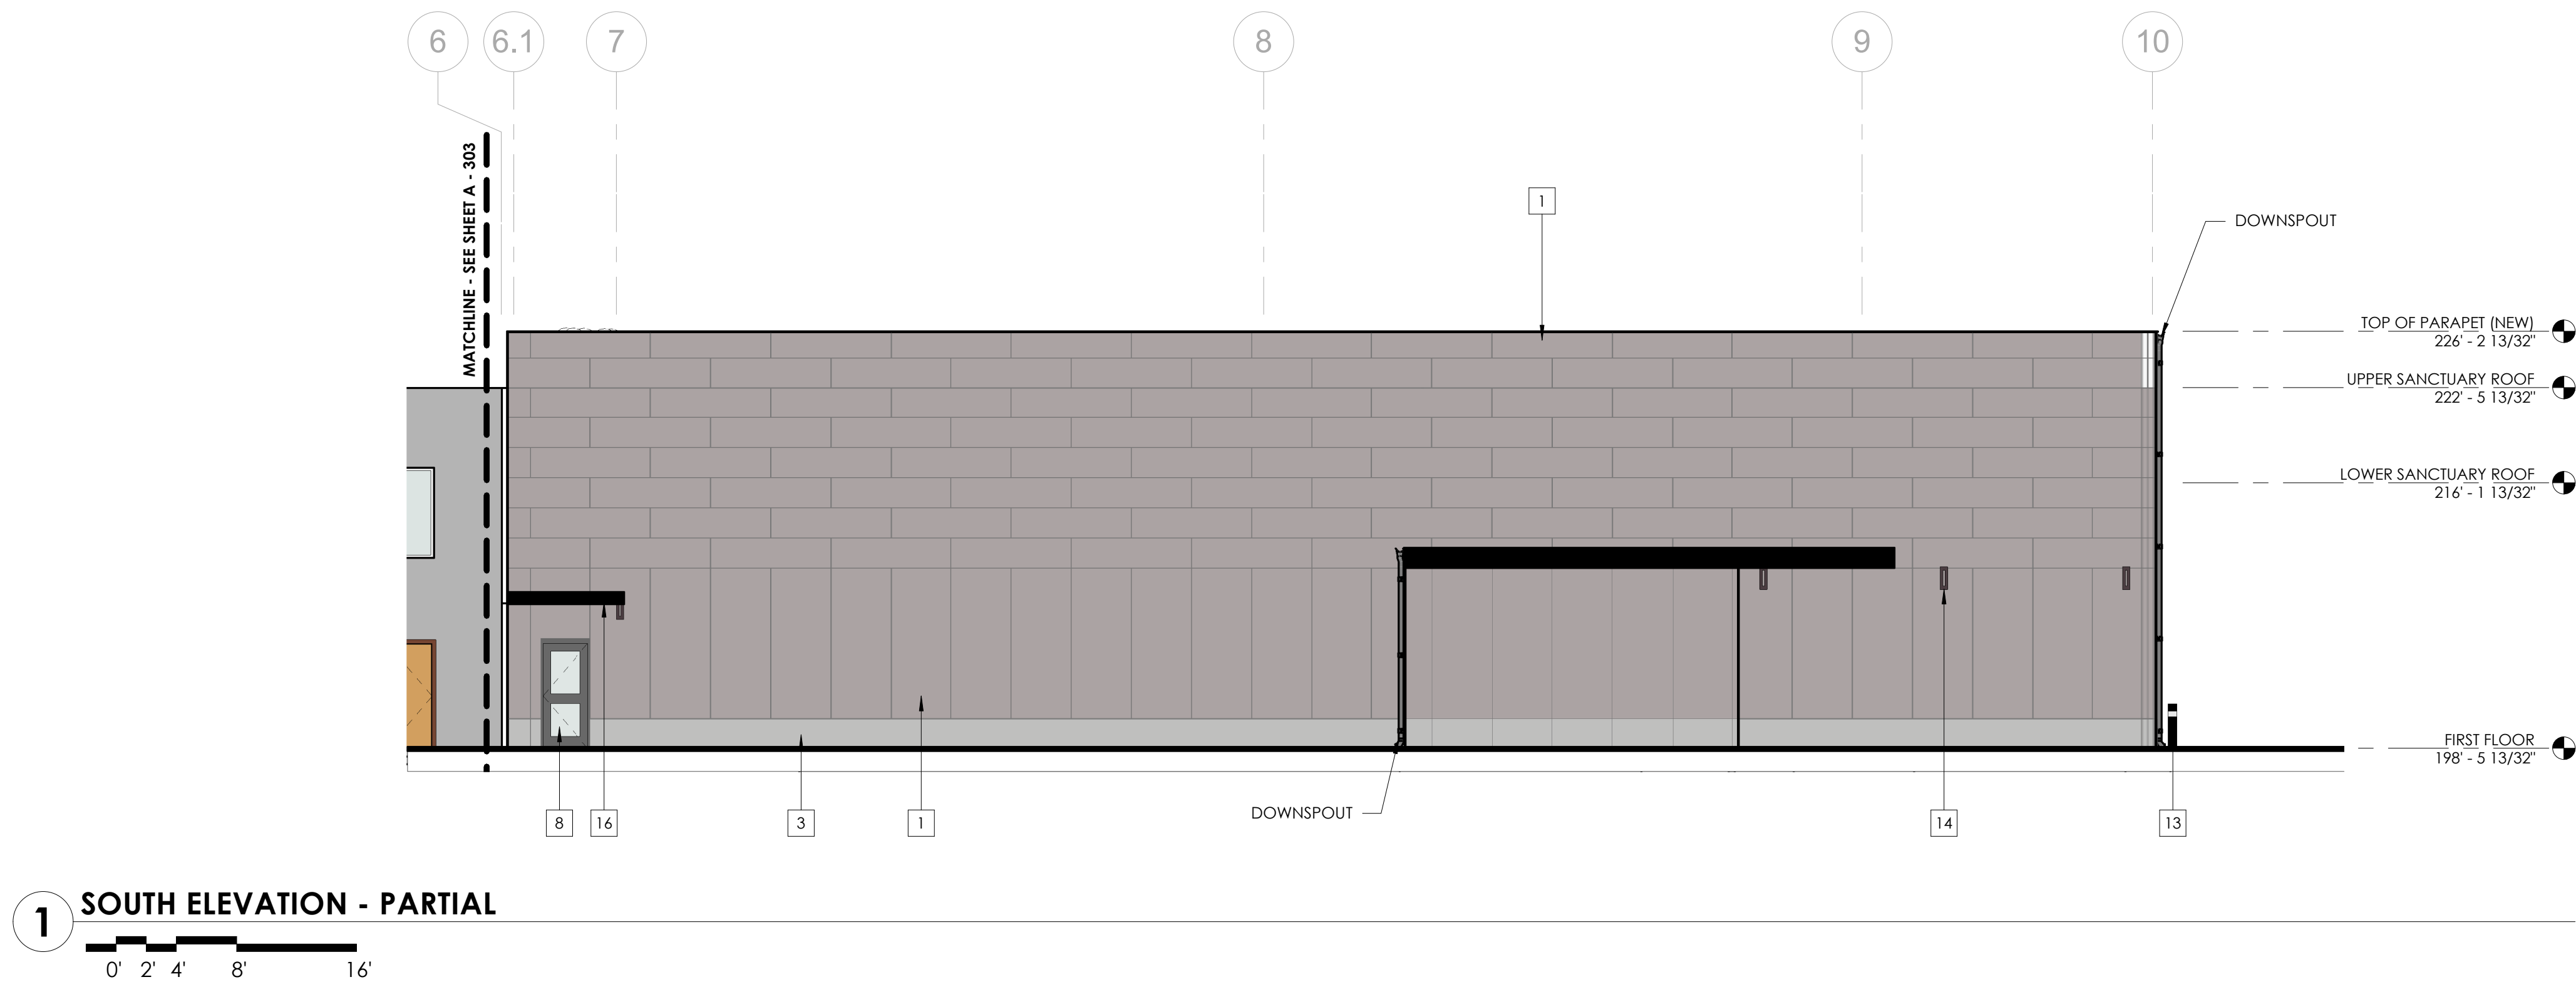 6 6.1 7 8 9 10
MATCHLINE - SEE SHEET A - 303
1
DOWNSPOUT
TOP OF PARAPET (NEW)
226' - 2 13/32"
UPPER SANCTUARY ROOF
222' - 5 13/32"
LOWER SANCTUARY ROOF
216' - 1 13/32"
FIRST FLOOR
198' - 5 13/32"
DOWNSPOUT
8 16 3 1 14 13
1 SOUTH ELEVATION - PARTIAL
0' 2' 4' 8' 16'